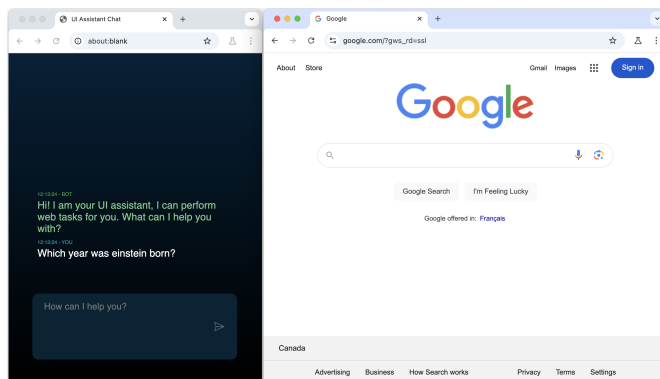 UI Assistant Chat
about:blank
12:13:24 - BOT
Hi! I am your UI assistant, I can perform
web tasks for you. What can I help you
with?
12:13:24 - YOU
Which year was einstein born?
How can I help you?
Google
google.com/?gws_rd=ssl
About Store Gmail Images Sign in
Google
Google Search I'm Feeling Lucky
Google offered in: Français
Canada
Advertising Business How Search works Privacy Terms Settings